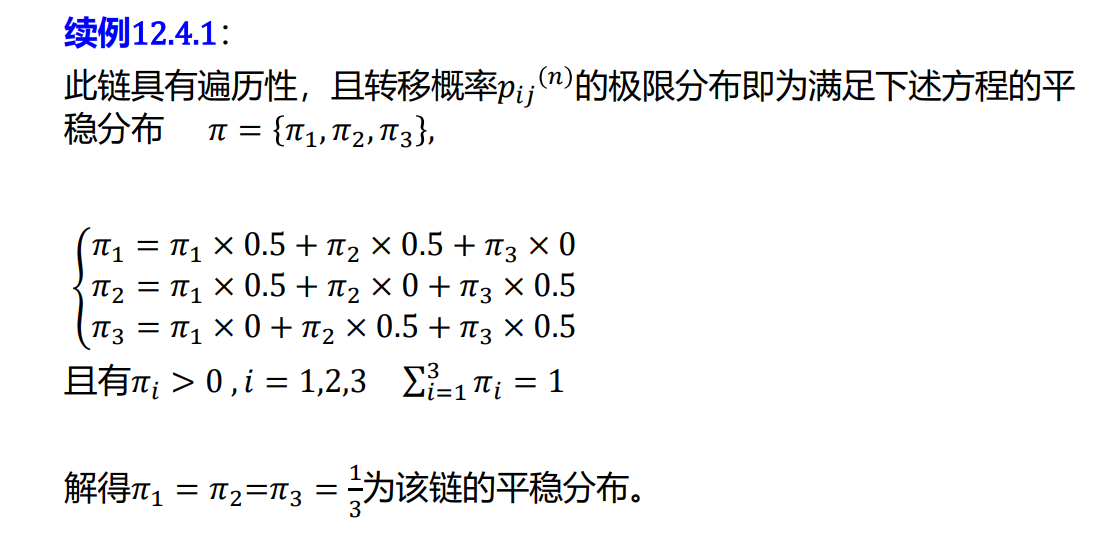 续例12.4.1：
此链具有遍历性，且转移概率$p_{ij}^{(n)}$的极限分布即为满足下述方程的平
稳分布 $\pi = \{\pi_1, \pi_2, \pi_3\}$,
$\pi_1 = \pi_1 \times 0.5 + \pi_2 \times 0.5 + \pi_3 \times 0$
$\pi_2 = \pi_1 \times 0.5 + \pi_2 \times 0 + \pi_3 \times 0.5$
$\pi_3 = \pi_1 \times 0 + \pi_2 \times 0.5 + \pi_3 \times 0.5$
且有$\pi_i > 0, i = 1,2,3$ $\sum_{i=1}^{3} \pi_i = 1$
解得$\pi_1 = \pi_2 = \pi_3 = \frac{1}{3}$为该链的平稳分布。